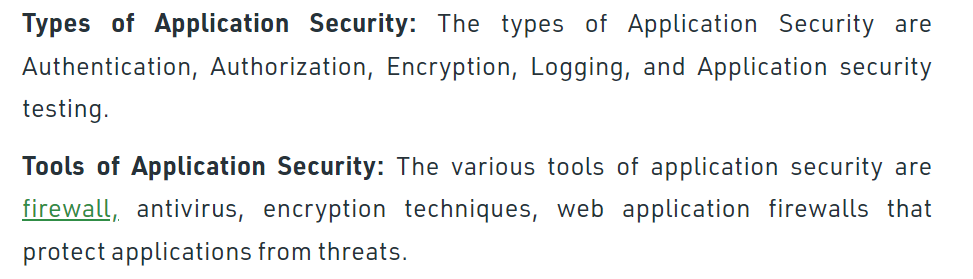 Types of Application Security: The types of Application Security are
Authentication, Authorization, Encryption, Logging, and Application security
testing.
Tools of Application Security: The various tools of application security are
firewall, antivirus, encryption techniques, web application firewalls that
protect applications from threats.